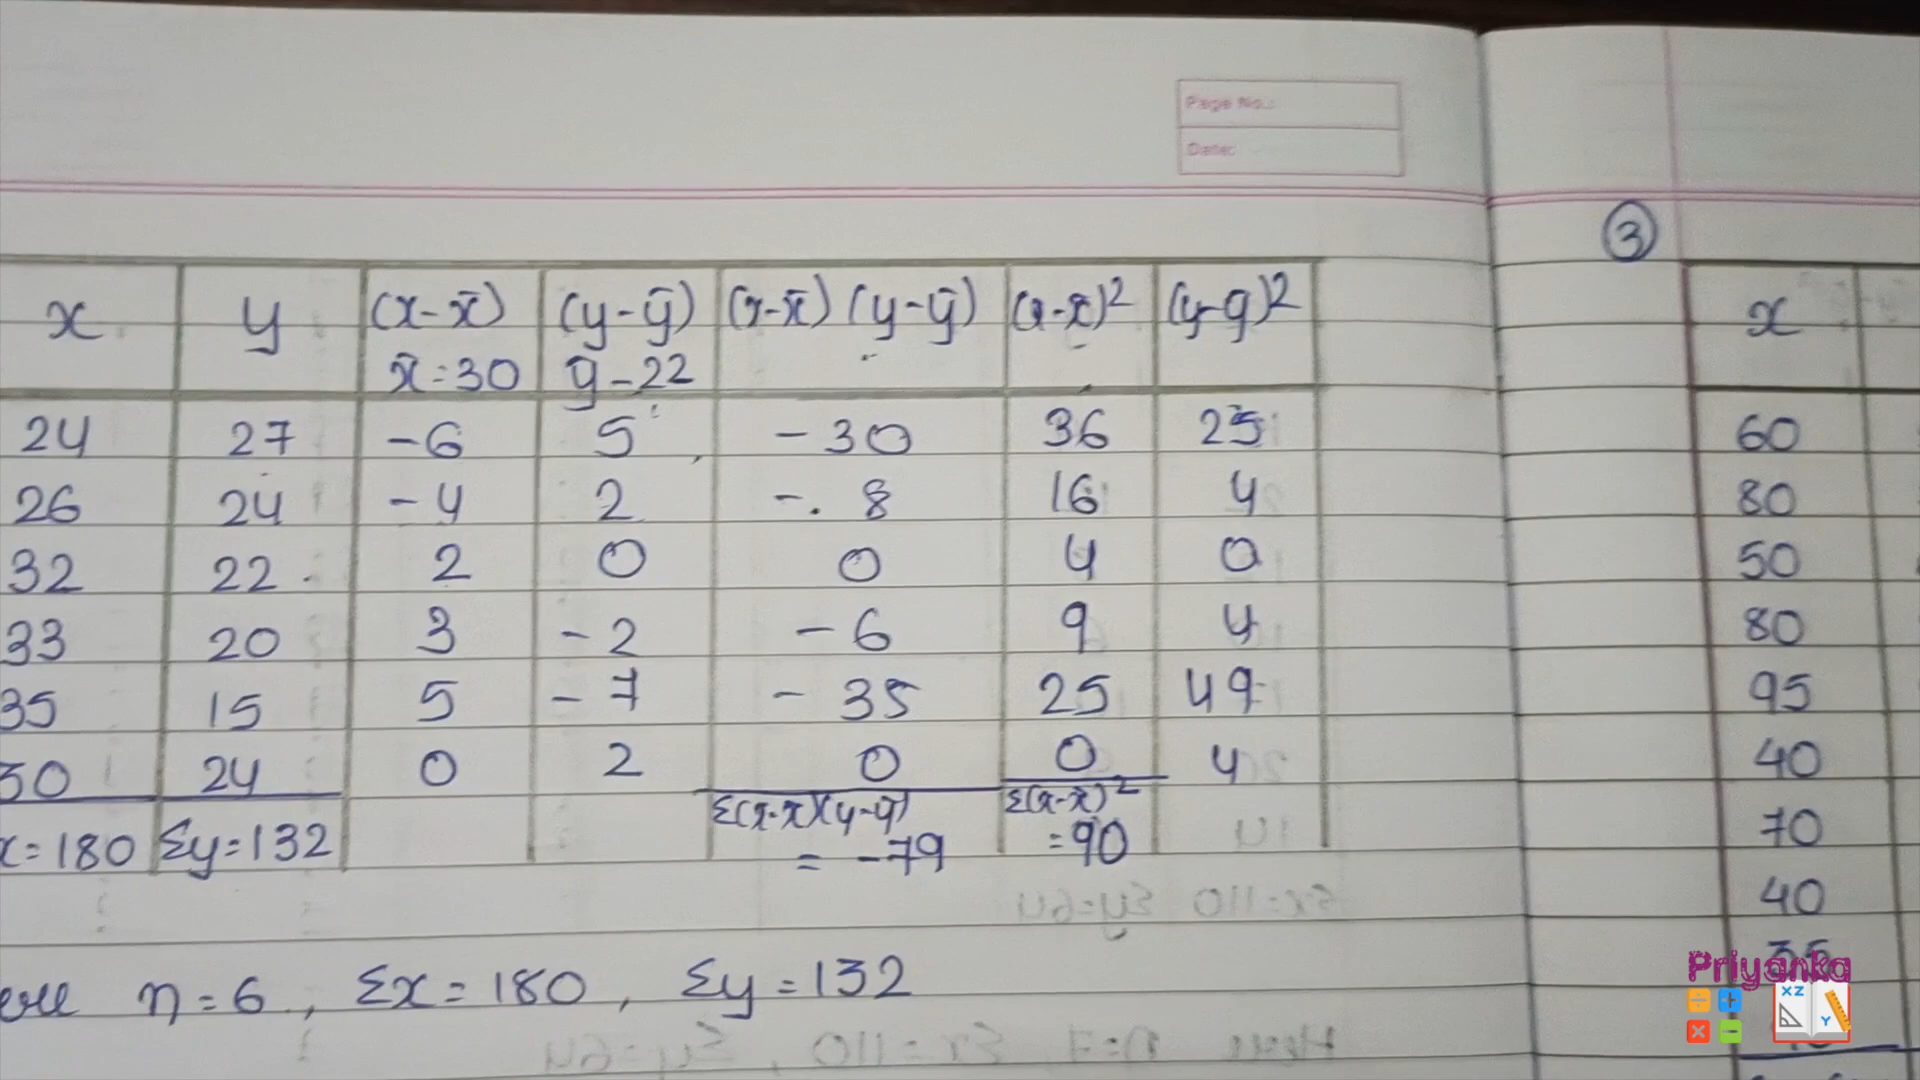 Page No.:
Date:
3
x y (x-x̄) (y-ȳ) (x-x̄) (y-ȳ) (x-x̄)² (y-ȳ)² x
x̄=30 ȳ-22
24 27 -6 5 -30 36 25 60
26 24 -4 2 -. 8 16 4 80
32 22 2 0 0 4 0 50
33 20 3 -2 -6 9 4 80
35 15 5 -7 -35 25 49 95
30 24 0 2 0 0 4 40
x=180 Σy=132 Σ(x-x̄)(y-ȳ) Σ(x-x̄)² 70
= -79 =90
40
35
n=6, Σx=180, Σy=132
Priyanka
XZ
Y